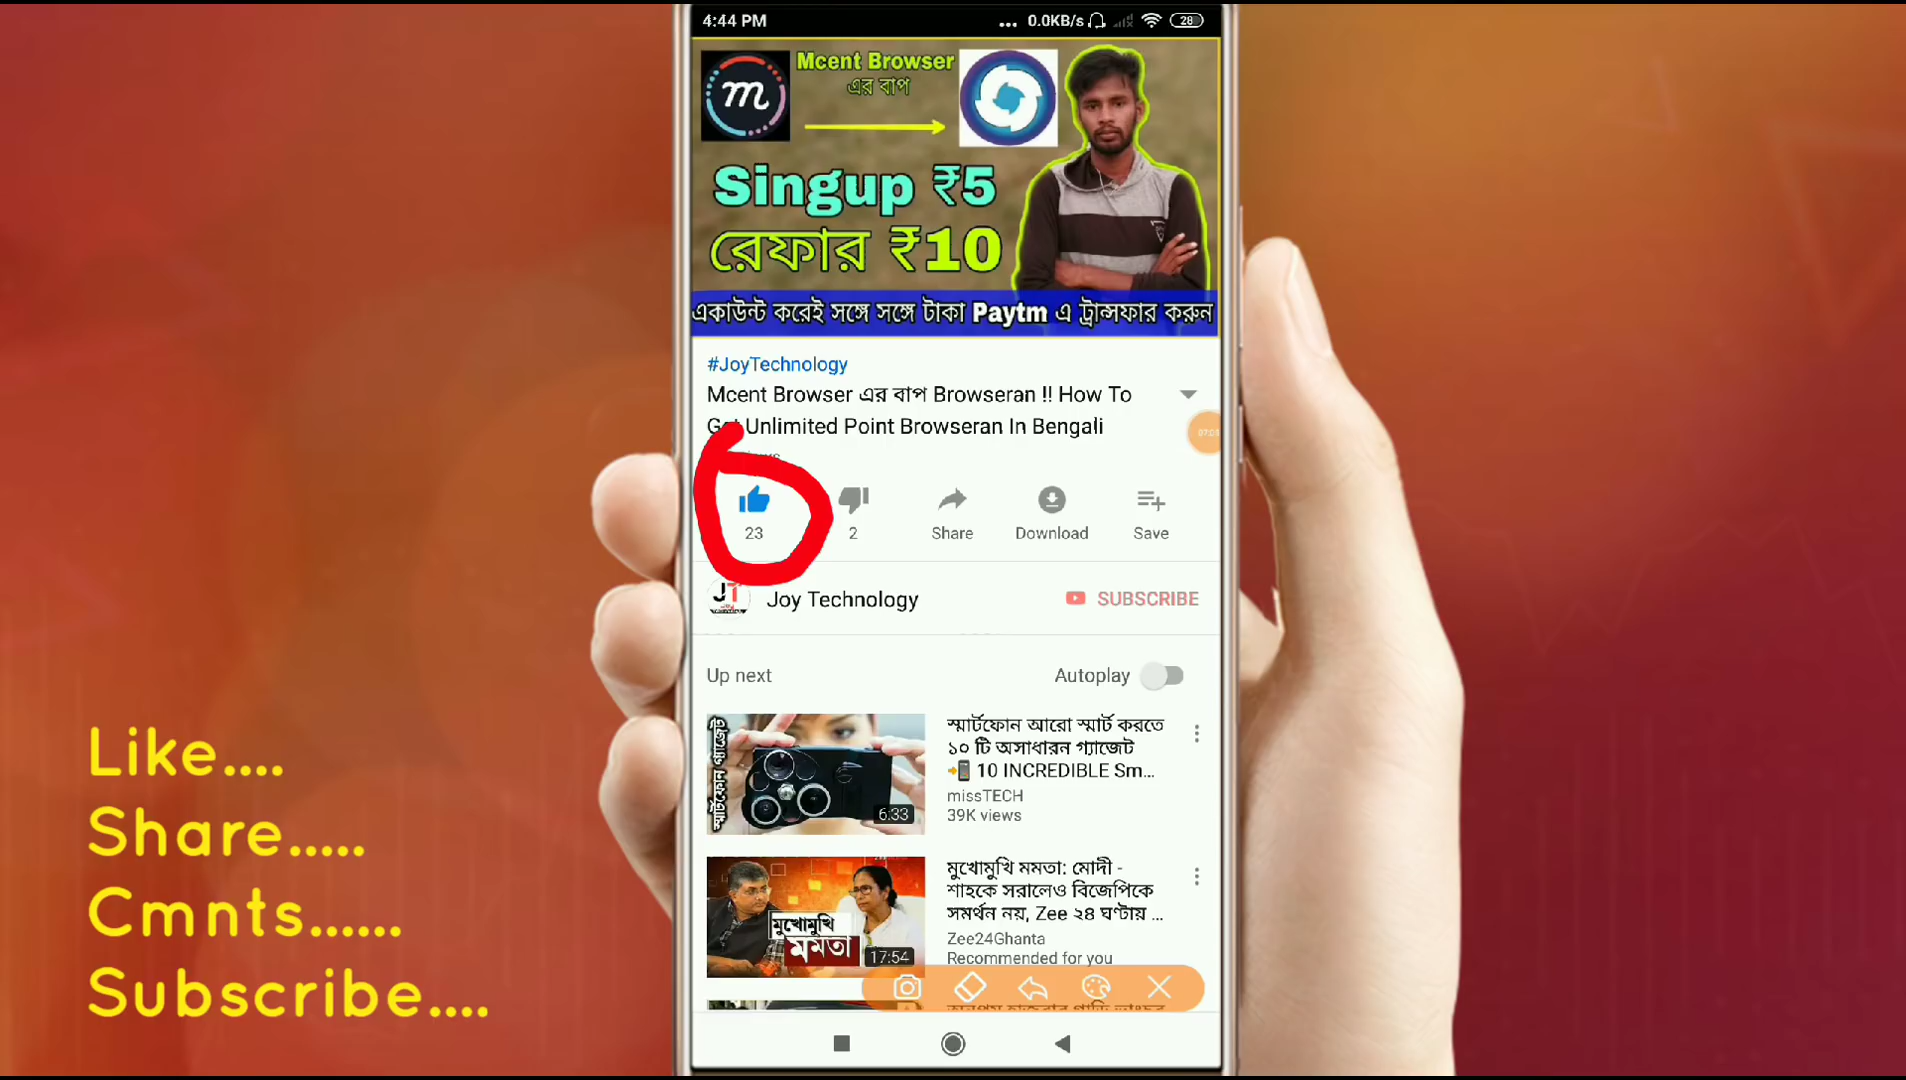 4:44 PM
... 0.0KB/s 28
Mcent Browser
এর বাপ
m
Singup ₹5
রেফার ₹10
একাউন্ট করেই সঙ্গে সঙ্গে টাকা Paytm এ ট্রান্সফার করুন
#JoyTechnology
Mcent Browser এর বাপ Browseran !! How To
Get Unlimited Point Browseran In Bengali
23
2
Share
Download
Save
JT
Joy Technology
SUBSCRIBE
Up next
Autoplay
স্মার্টফোন গ্যাজেট
6:33
স্মার্টফোন আরো স্মার্ট করতে
১০ টি অসাধারন গ্যাজেট
📲 10 INCREDIBLE Sm...
missTECH
39K views
মুখোমুখি
মমতা
17:54
মুখোমুখি মমতা: মোদী -
শাহকে সরালেও বিজেপিকে
সমর্থন নয়, Zee ২৪ ঘণ্টায় ...
Zee24Ghanta
Recommended for you
Like....
Share.....
Cmnts......
Subscribe....